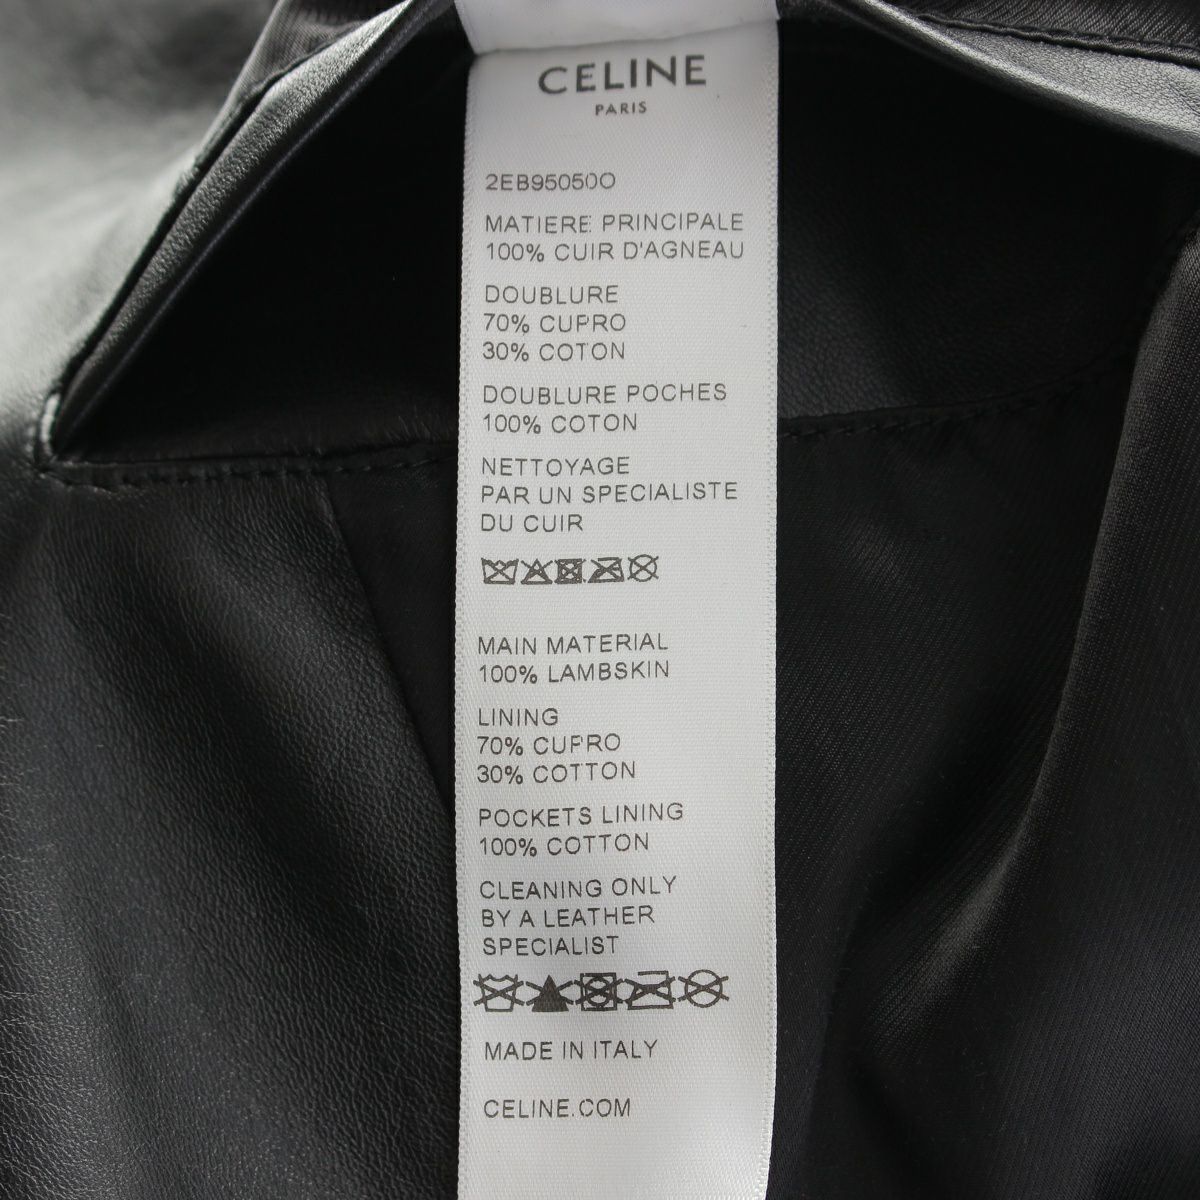 CELINE
PARIS
2EB950500
MATIERE PRINCIPALE
100% CUIR D'AGNEAU
DOUBLURE
70% CUPRO
30% COTON
DOUBLURE POCHES
100% COTON
NETTOYAGE
PAR UN SPECIALISTE
DU CUIR
MAIN MATERIAL
100% LAMBSKIN
LINING
70% CUPRO
30% COTTON
POCKETS LINING
100% COTTON
CLEANING ONLY
BY A LEATHER
SPECIALIST
MADE IN ITALY
CELINE.COM